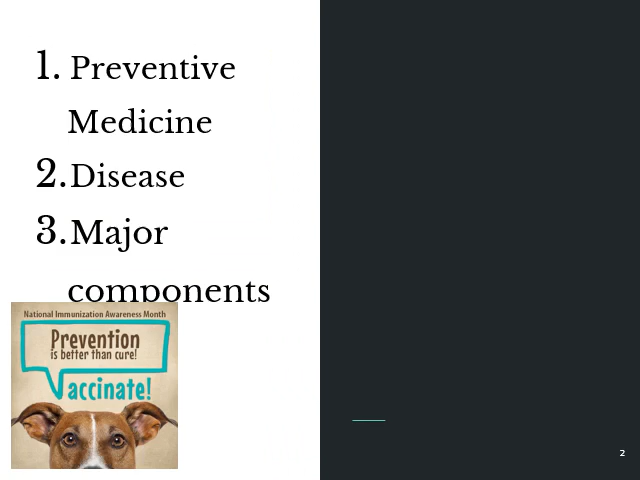 1. Preventive
Medicine
2. Disease
3. Major
components
National Immunization Awareness Month
Prevention
is better than cure!
Vaccinate!
2